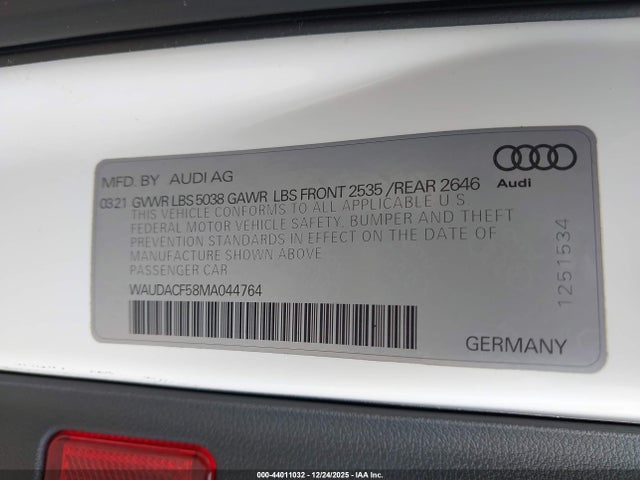 MFD. BY AUDI AG
03 21 GVWR LBS 5038 GAWR LBS FRONT 2535 /REAR 2646
THIS VEHICLE CONFORMS TO ALL APPLICABLE U S
FEDERAL MOTOR VEHICLE SAFETY, BUMPER AND THEFT
PREVENTION STANDARDS IN EFFECT ON THE DATE OF
MANUFACTURE SHOWN ABOVE
PASSENGER CAR
WAUDACF58MA044764
Audi
1251534
GERMANY
000-44011032 - 12/24/2025 - IAA Inc.